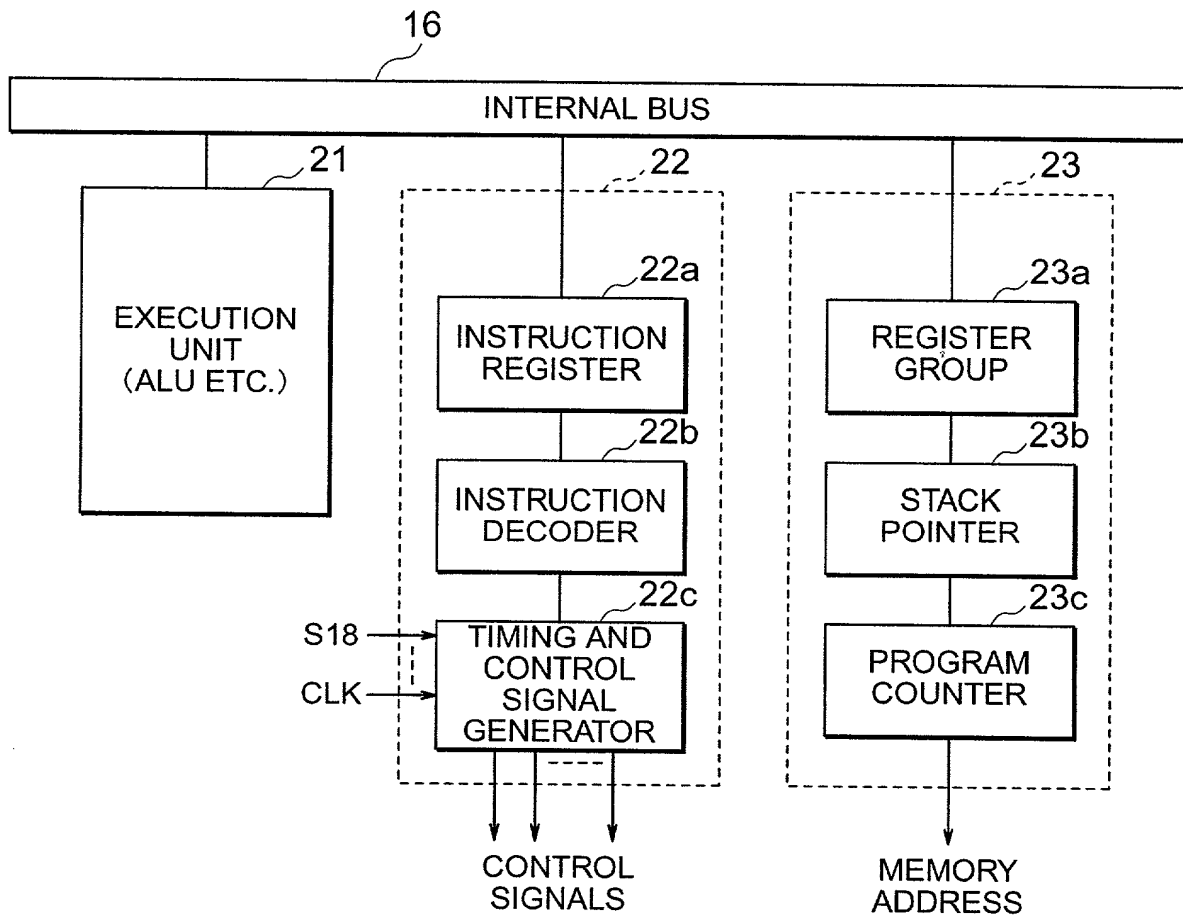 16
INTERNAL BUS
21
22
23
EXECUTION
UNIT
(ALU ETC.)
22a
INSTRUCTION
REGISTER
23a
REGISTER
GROUP
22b
INSTRUCTION
DECODER
23b
STACK
POINTER
22c
S18
CLK
TIMING AND
CONTROL
SIGNAL
GENERATOR
23c
PROGRAM
COUNTER
CONTROL
SIGNALS
MEMORY
ADDRESS